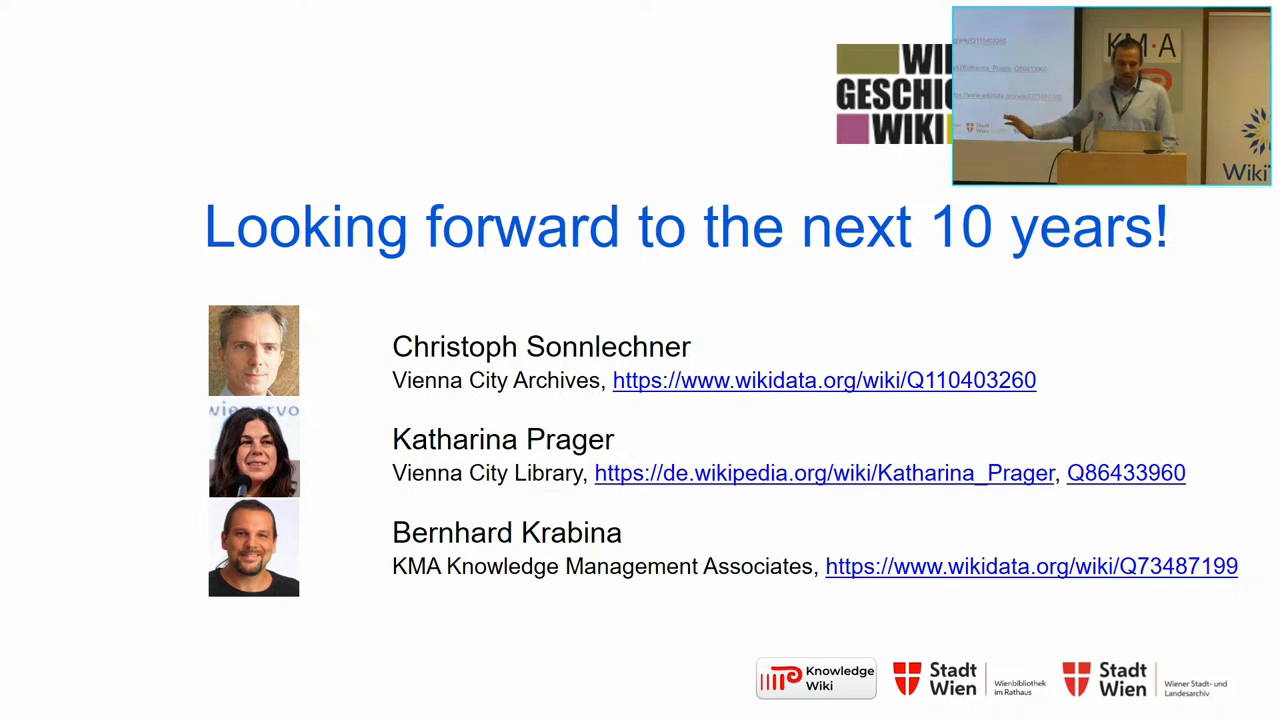 WI
GESCHIC
WIKI
KM·A
Wiki
Looking forward to the next 10 years!
wienervo
Christoph Sonnlechner
Vienna City Archives, https://www.wikidata.org/wiki/Q110403260
Katharina Prager
Vienna City Library, https://de.wikipedia.org/wiki/Katharina_Prager, Q86433960
Bernhard Krabina
KMA Knowledge Management Associates, https://www.wikidata.org/wiki/Q73487199
Knowledge
Wiki
Stadt
Wien
Wienbibliothek
im Rathaus
Stadt
Wien
Wiener Stadt- und
Landesarchiv